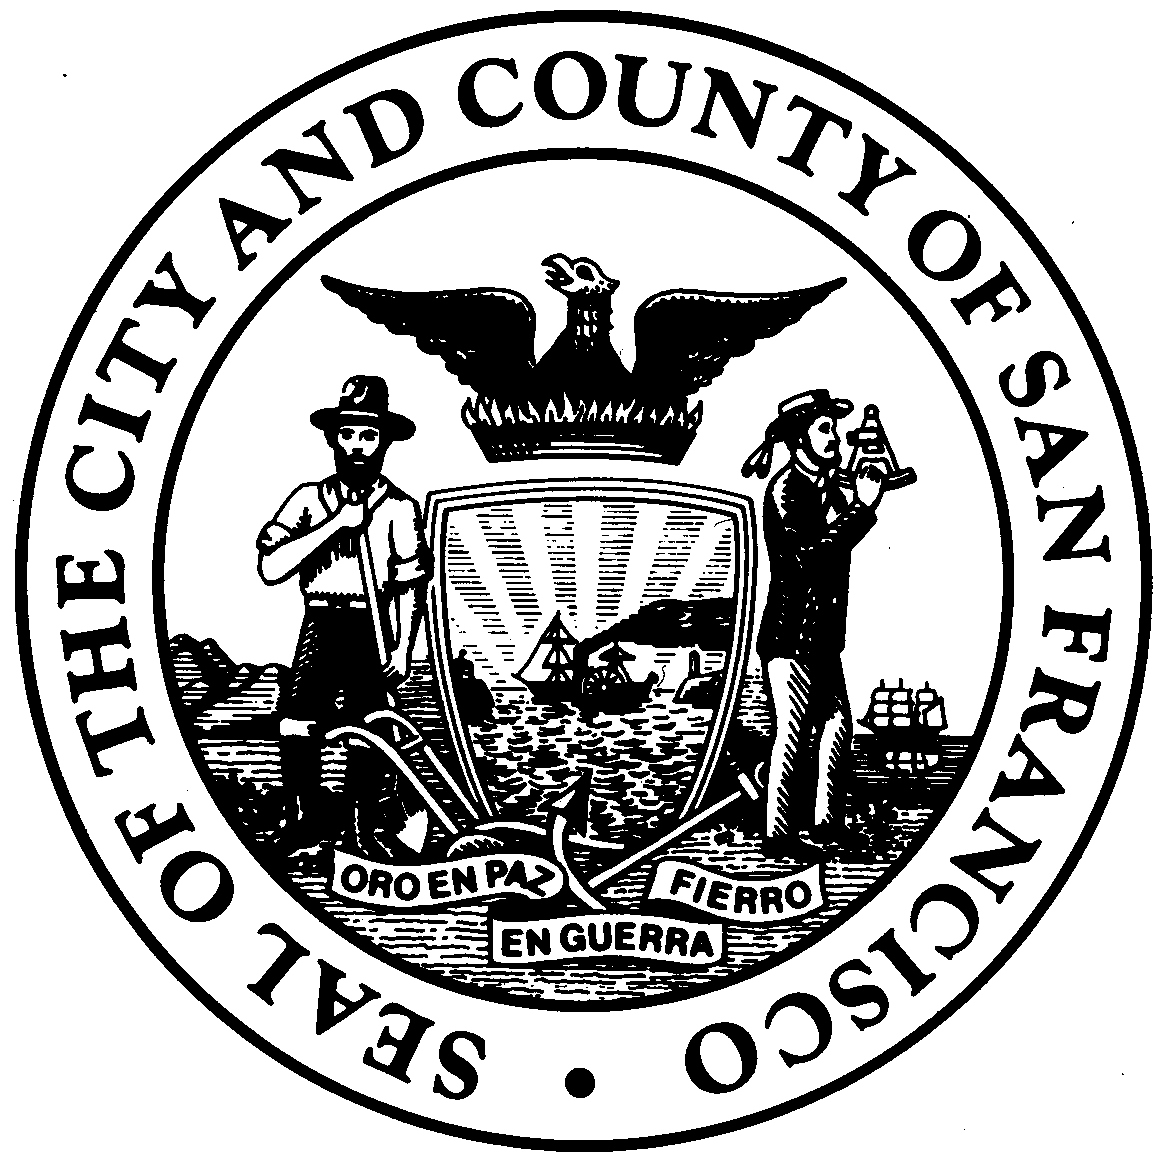 SEAL OF THE CITY AND COUNTY OF SAN FRANCISCO
ORO EN PAZ
FIERRO
EN GUERRA